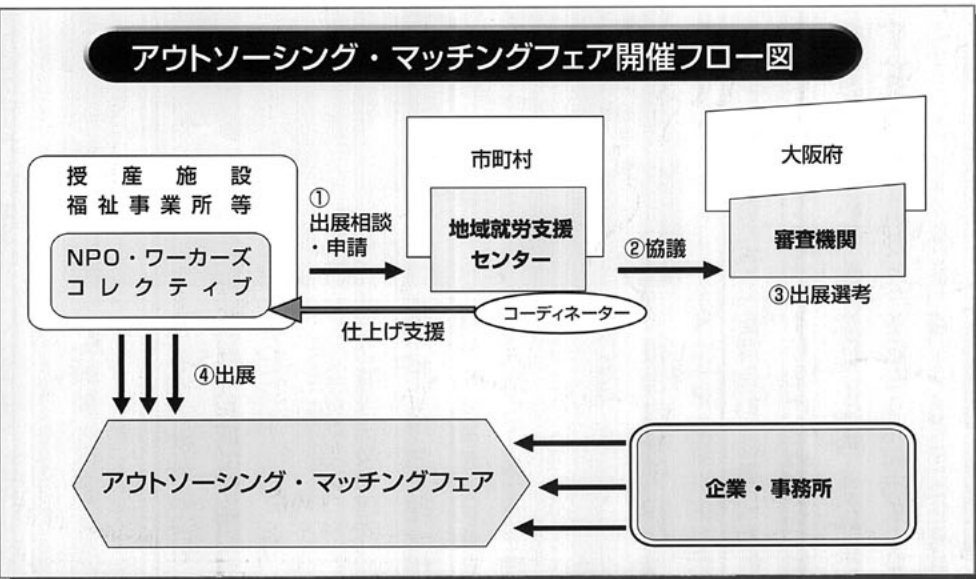 アウトソーシング・マッチングフェア開催フロー図
授産施設
福祉事業所等
NPO・ワーカーズ
コレクティブ
①
出展相談
・申請
市町村
地域就労支援
センター
②協議
大阪府
審査機関
③出展選考
コーディネーター
仕上げ支援
④出展
アウトソーシング・マッチングフェア
企業・事務所